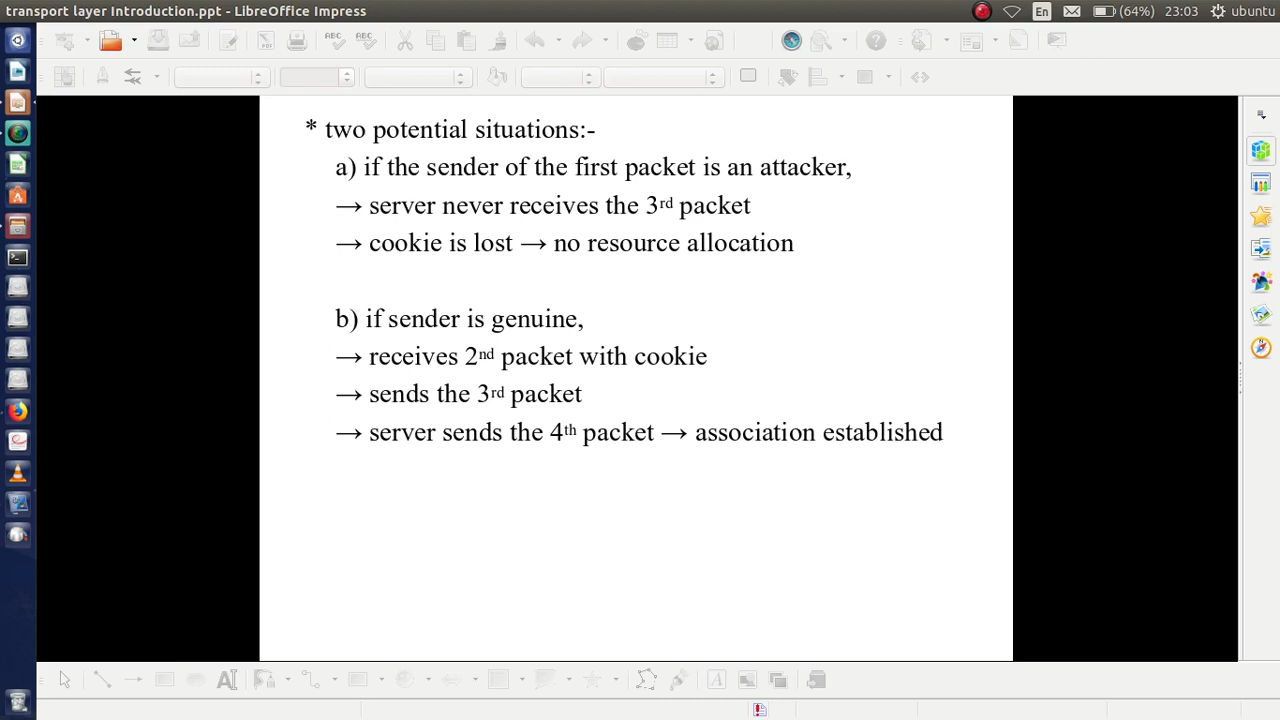 transport layer Introduction.ppt - LibreOffice Impress
En (64%) 23:03 ubuntu
ABC ABC
* two potential situations:-
a) if the sender of the first packet is an attacker,
→ server never receives the 3rd packet
→ cookie is lost → no resource allocation
b) if sender is genuine,
→ receives 2nd packet with cookie
→ sends the 3rd packet
→ server sends the 4th packet → association established